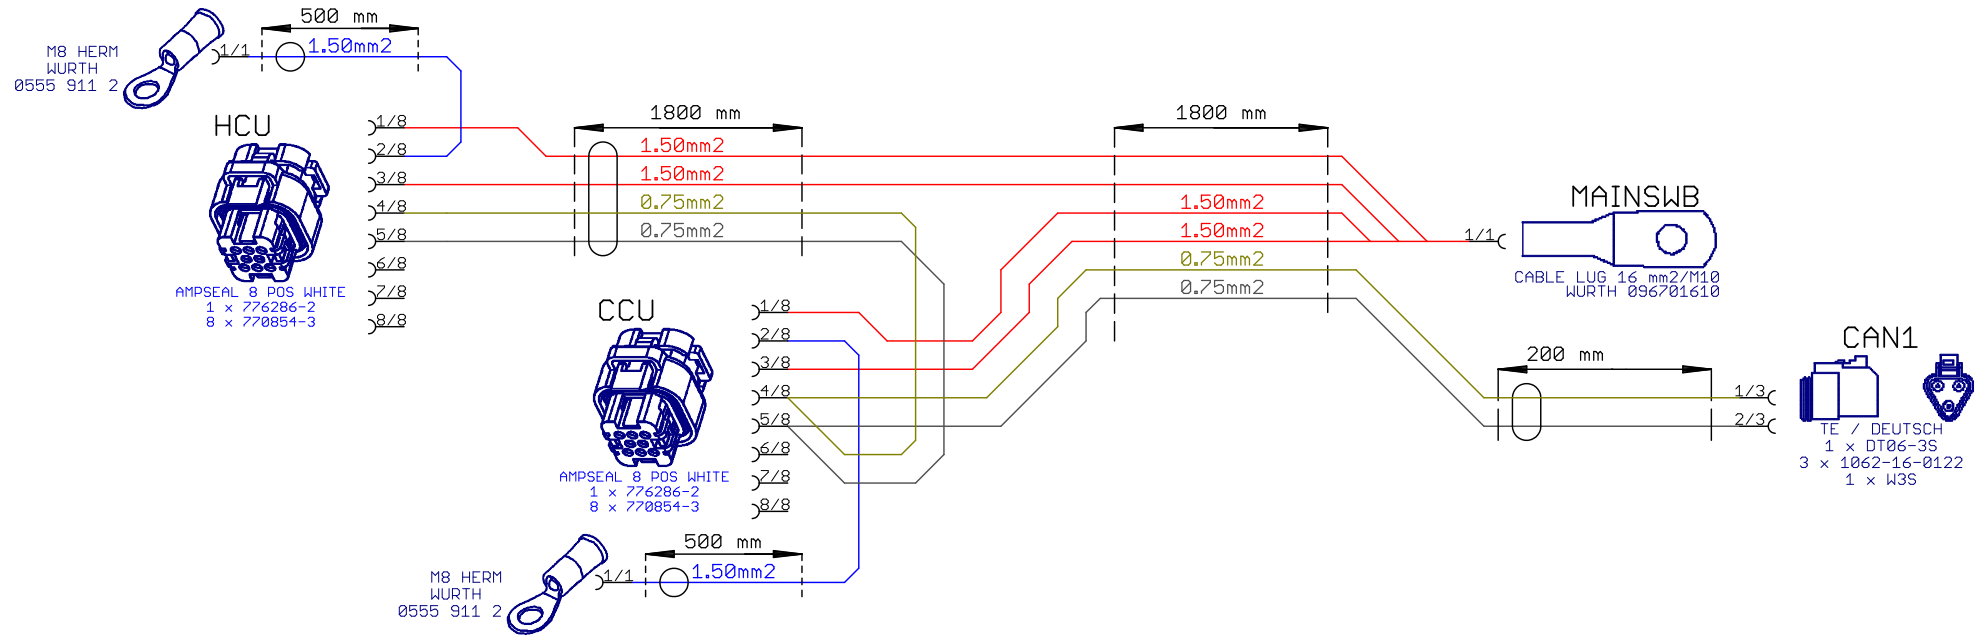 500 mm
1/1
1.50mm2
M8 HERM
WURTH
0555 911 2
HCU
1/8
2/8
3/8
4/8
5/8
6/8
7/8
8/8
AMPSEAL 8 POS WHITE
1 x 776286-2
8 x 770854-3
1800 mm
1.50mm2
1.50mm2
0.75mm2
0.75mm2
1800 mm
1.50mm2
1.50mm2
0.75mm2
0.75mm2
MAINSWB
1/1
CABLE LUG 16 mm2/M10
WURTH 096701610
CCU
1/8
2/8
3/8
4/8
5/8
6/8
7/8
8/8
AMPSEAL 8 POS WHITE
1 x 776286-2
8 x 770854-3
200 mm
CAN1
1/3
2/3
TE / DEUTSCH
1 x DT06-3S
3 x 1062-16-0122
1 x W3S
500 mm
1/1
1.50mm2
M8 HERM
WURTH
0555 911 2